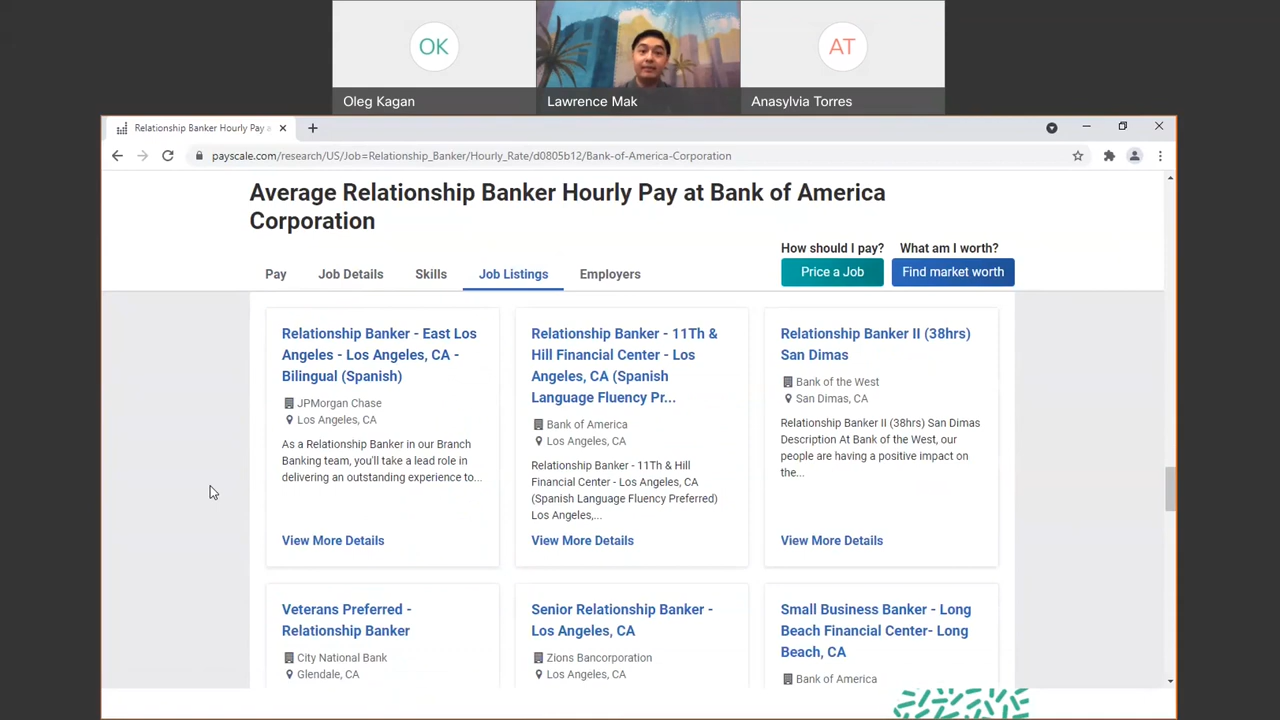 OK
AT
Oleg Kagan
Lawrence Mak
Anasylvia Torres
Relationship Banker Hourly Pay a
payscale.com/research/US/Job=Relationship_Banker/Hourly_Rate/d0805b12/Bank-of-America-Corporation
Average Relationship Banker Hourly Pay at Bank of America
Corporation
How should I pay?
What am I worth?
Pay
Job Details
Skills
Job Listings
Employers
Price a Job
Find market worth
Relationship Banker - East Los
Angeles - Los Angeles, CA -
Bilingual (Spanish)
JPMorgan Chase
Los Angeles, CA
As a Relationship Banker in our Branch
Banking team, you'll take a lead role in
delivering an outstanding experience to...
View More Details
Relationship Banker - 11Th &
Hill Financial Center - Los
Angeles, CA (Spanish
Language Fluency Pr...
Bank of America
Los Angeles, CA
Relationship Banker - 11Th & Hill
Financial Center - Los Angeles, CA
(Spanish Language Fluency Preferred)
Los Angeles,...
View More Details
Relationship Banker II (38hrs)
San Dimas
Bank of the West
San Dimas, CA
Relationship Banker II (38hrs) San Dimas
Description At Bank of the West, our
people are having a positive impact on
the...
View More Details
Veterans Preferred -
Relationship Banker
City National Bank
Glendale, CA
Senior Relationship Banker -
Los Angeles, CA
Zions Bancorporation
Los Angeles, CA
Small Business Banker - Long
Beach Financial Center- Long
Beach, CA
Bank of America